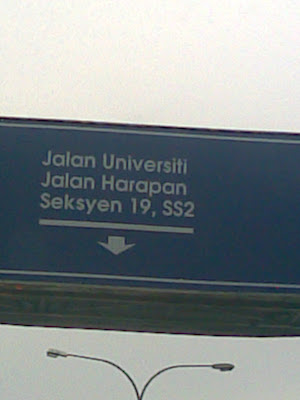 Jalan Universiti
Jalan Harapan
Seksyen 19, SS2